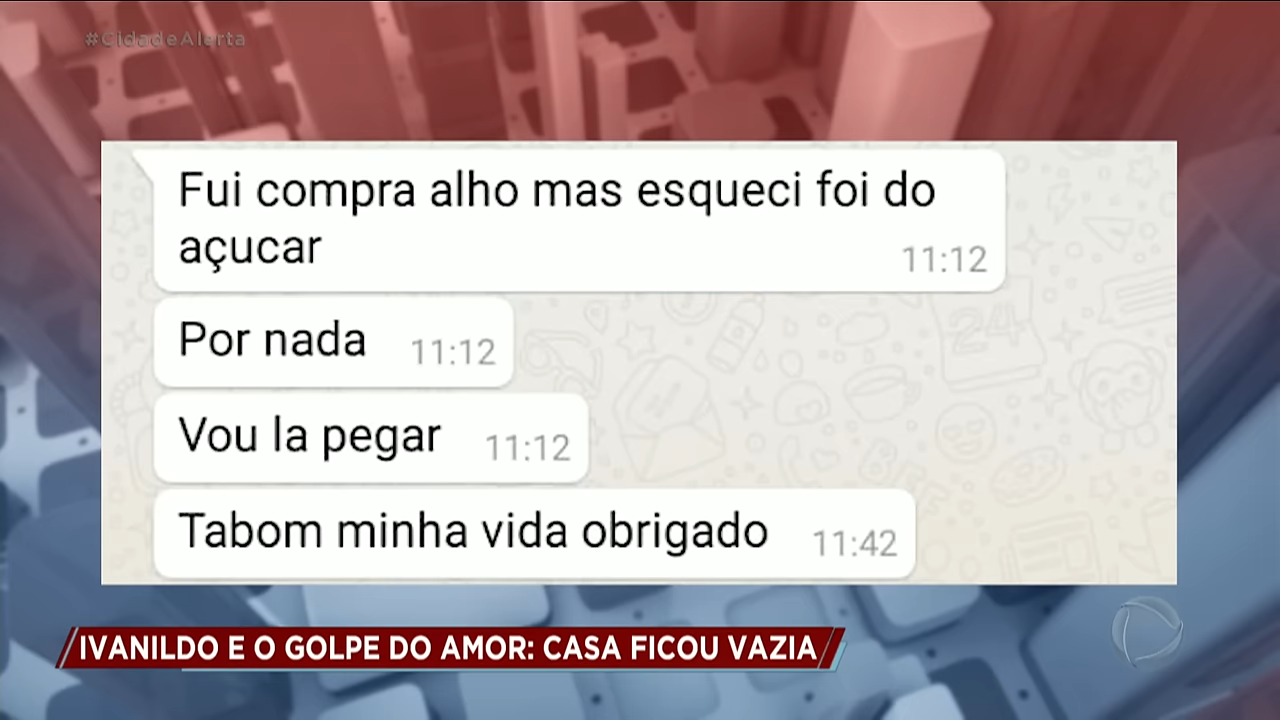 #CidadeAlerta
Fui compra alho mas esqueci foi do
açucar
11:12
Por nada
11:12
Vou la pegar
11:12
Tabom minha vida obrigado
11:42
IVANILDO E O GOLPE DO AMOR: CASA FICOU VAZIA